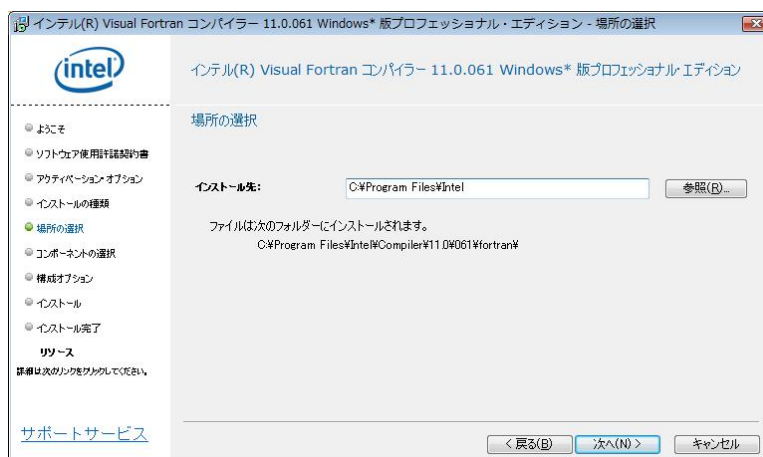 インテル(R) Visual Fortran コンパイラー 11.0.061 Windows* 版プロフェッショナル・エディション - 場所の選択
intel
インテル(R) Visual Fortran コンパイラー 11.0.061 Windows* 版プロフェッショナル・エディション
ようこそ
ソフトウェア使用許諾契約書
アクティベーション オプション
インストールの種類
場所の選択
コンポーネントの選択
構成オプション
インストール
インストール完了
リソース
詳細は次のリンクをクリックしてください。
サポートサービス
場所の選択
インストール先:
C:¥Program Files¥Intel
参照(R)...
ファイルは次のフォルダーにインストールされます。
C:¥Program Files¥Intel¥Compiler¥11.0¥061¥fortran¥
< 戻る(B)
次へ(N) >
キャンセル